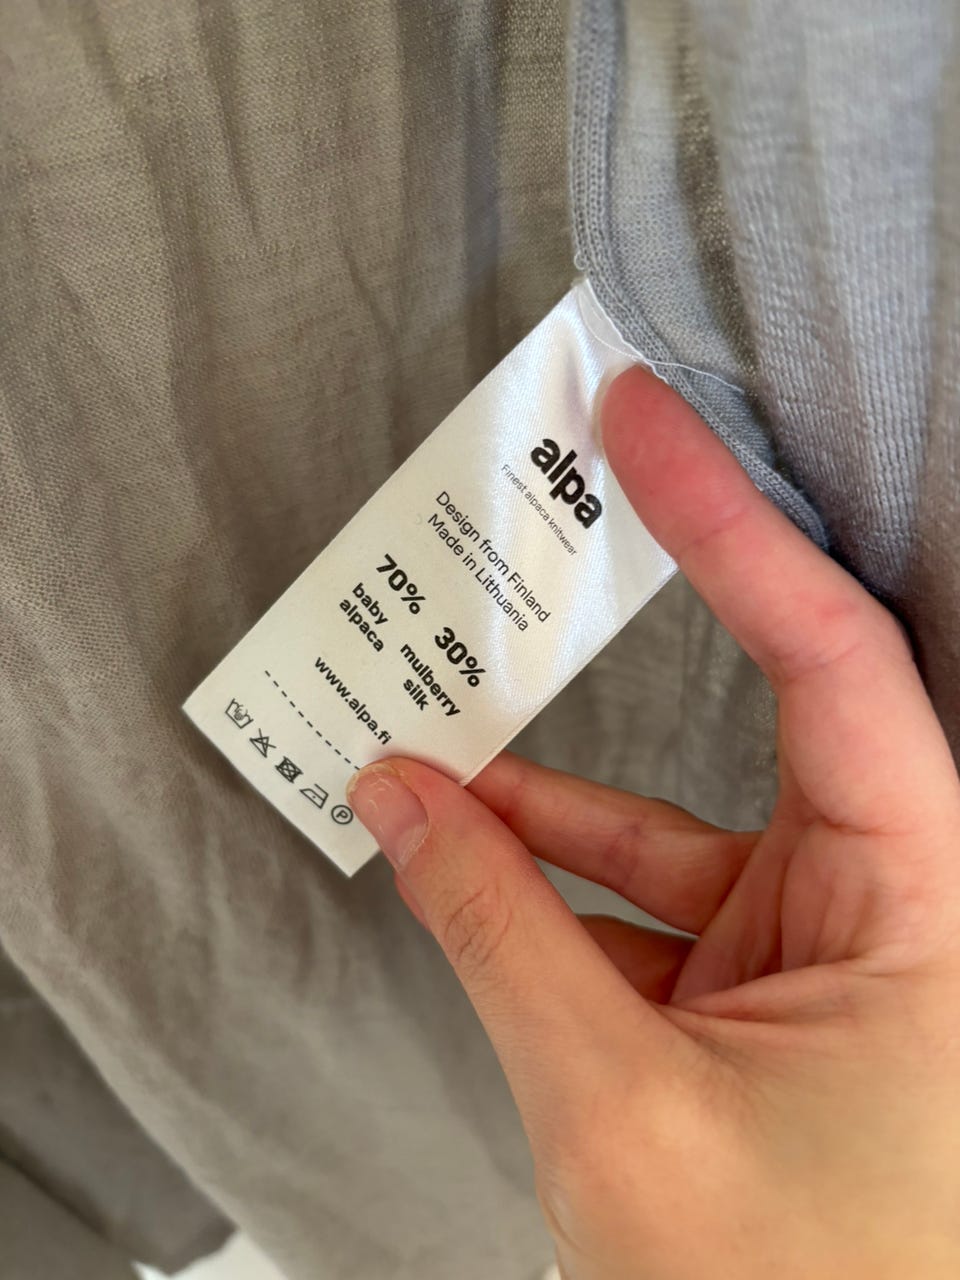 alpa
Finest alpaca knitwear
Design from Finland
Made in Lithuania
70%
baby
alpaca
30%
mulberry
silk
www.alpa.fi
P